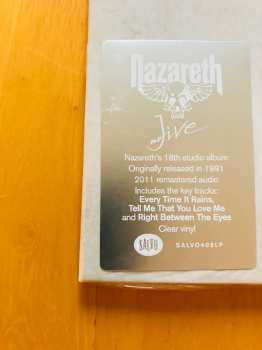 Nazareth
no Jive
Nazareth's 18th studio album
Originally released in 1991
2011 remastered audio
Includes the key tracks:
Every Time It Rains,
Tell Me That You Love Me
and Right Between The Eyes
Clear vinyl
SALVO
SALVO408LP